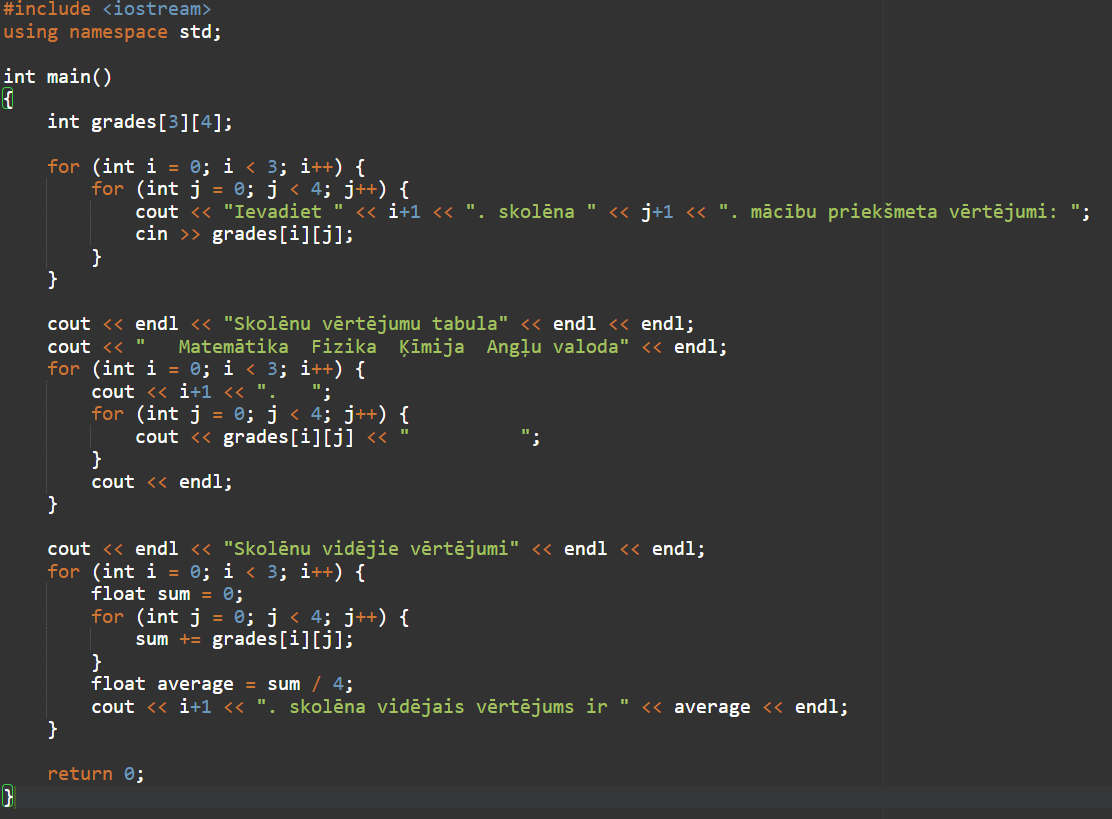 #include <iostream>
using namespace std;

int main()
{
    int grades[3][4];

    for (int i = 0; i < 3; i++) {
        for (int j = 0; j < 4; j++) {
            cout << "Ievadiet " << i+1 << ". skolēna " << j+1 << ". mācību priekšmeta vērtējumi: ";
            cin >> grades[i][j];
        }
    }

    cout << endl << "Skolēnu vērtējumu tabula" << endl << endl;
    cout << "   Matemātika  Fizika  Ķīmija  Angļu valoda" << endl;
    for (int i = 0; i < 3; i++) {
        cout << i+1 << ".   ";
        for (int j = 0; j < 4; j++) {
            cout << grades[i][j] << "          ";
        }
        cout << endl;
    }

    cout << endl << "Skolēnu vidējie vērtējumi" << endl << endl;
    for (int i = 0; i < 3; i++) {
        float sum = 0;
        for (int j = 0; j < 4; j++) {
            sum += grades[i][j];
        }
        float average = sum / 4;
        cout << i+1 << ". skolēna vidējais vērtējums ir " << average << endl;
    }

    return 0;
}